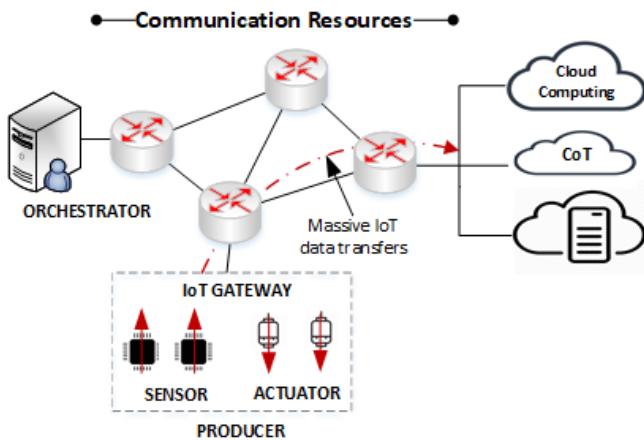 Communication Resources
Cloud
Computing
CoT
ORCHESTRATOR
Massive IoT
data transfers
IoT GATEWAY
SENSOR
ACTUATOR
PRODUCER